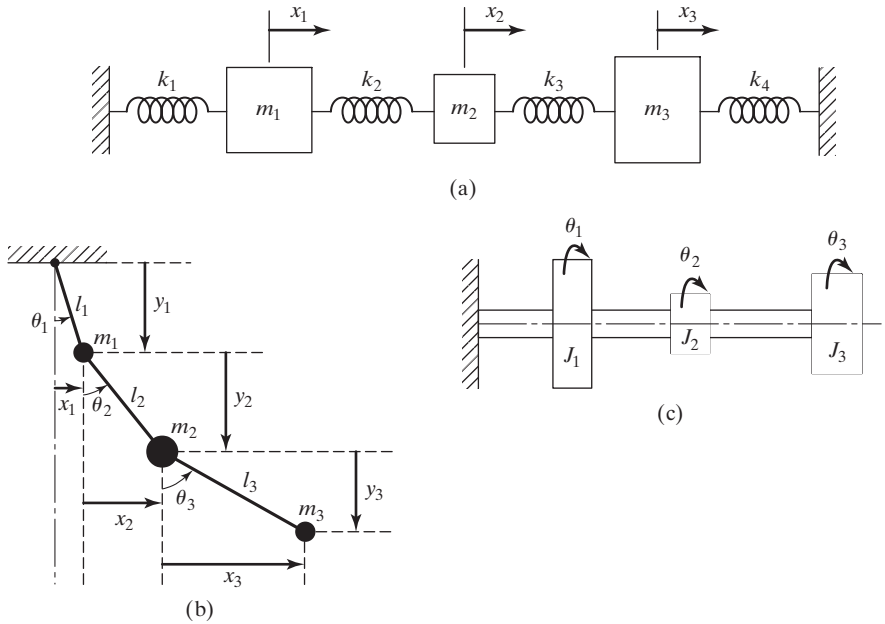 x₁ x₂ x₃
k₁ k₂ k₃ k₄
m₁ m₂ m₃
(a)
θ₁ l₁ y₁
m₁
x₁ θ₂ l₂ y₂
m₂
θ₃ l₃ y₃
x₂ m₃
x₃
(b)
θ₁ θ₂ θ₃
J₁ J₂ J₃
(c)